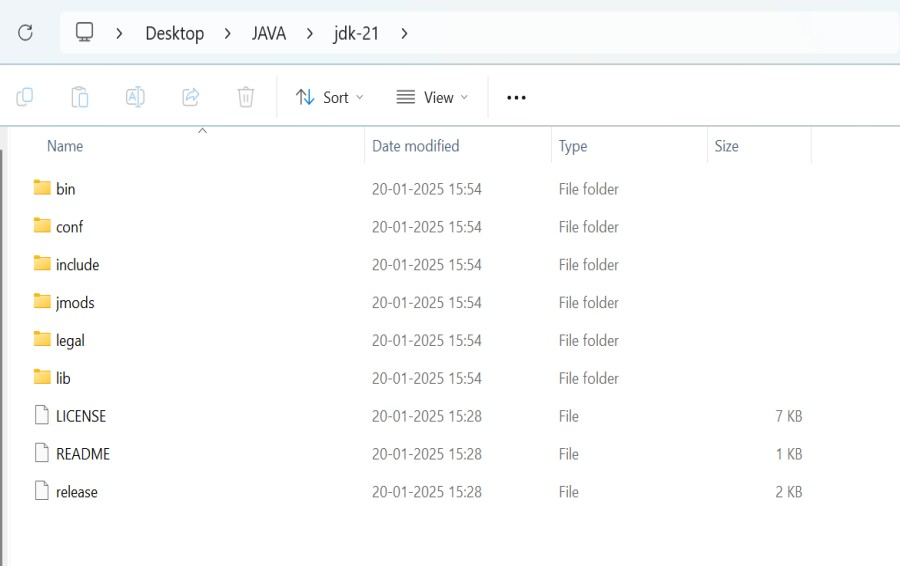 Desktop JAVA jdk-21
Sort View
Name Date modified Type Size
bin 20-01-2025 15:54 File folder
conf 20-01-2025 15:54 File folder
include 20-01-2025 15:54 File folder
jmods 20-01-2025 15:54 File folder
legal 20-01-2025 15:54 File folder
lib 20-01-2025 15:54 File folder
LICENSE 20-01-2025 15:28 File 7 KB
README 20-01-2025 15:28 File 1 KB
release 20-01-2025 15:28 File 2 KB